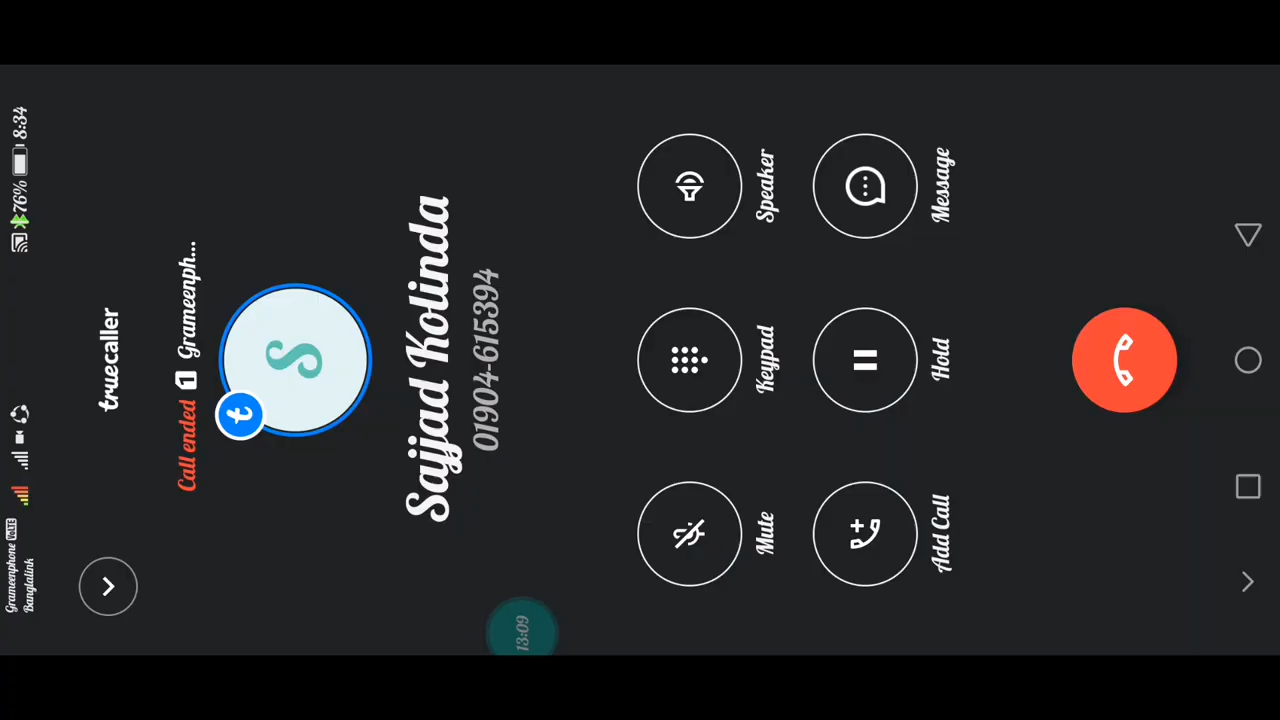 Grameenphone VoLTE
Banglalink
76% 8:34
truecaller
Call ended 1 Grameenph...
t
S
Sajjad Kolinda
01904-615394
13:09
Mute Keypad Speaker
Add Call Hold Message